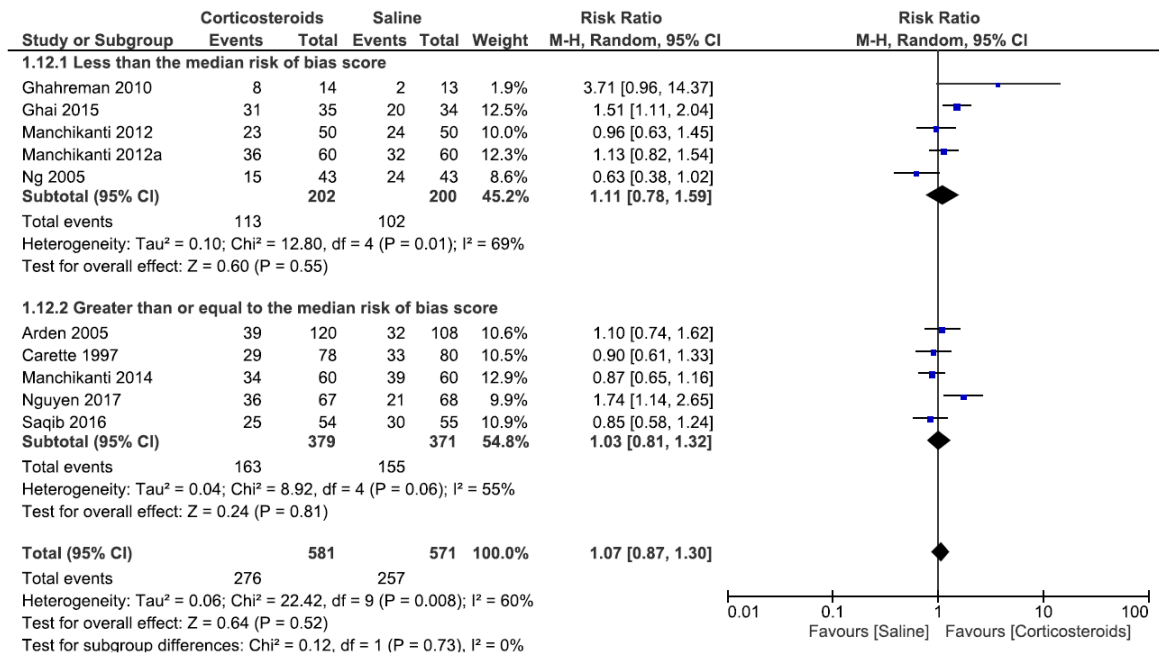 Corticosteroids Saline Risk Ratio Risk Ratio
Study or Subgroup Events Total Events Total Weight M-H, Random, 95% CI M-H, Random, 95% CI
1.12.1 Less than the median risk of bias score
Ghahreman 2010 8 14 2 13 1.9% 3.71 [0.96, 14.37]
Ghai 2015 31 35 20 34 12.5% 1.51 [1.11, 2.04]
Manchikanti 2012 23 50 24 50 10.0% 0.96 [0.63, 1.45]
Manchikanti 2012a 36 60 32 60 12.3% 1.13 [0.82, 1.54]
Ng 2005 15 43 24 43 8.6% 0.63 [0.38, 1.02]
Subtotal (95% CI) 202 200 45.2% 1.11 [0.78, 1.59]
Total events 113 102
Heterogeneity: Tau² = 0.10; Chi² = 12.80, df = 4 (P = 0.01); I² = 69%
Test for overall effect: Z = 0.60 (P = 0.55)
1.12.2 Greater than or equal to the median risk of bias score
Arden 2005 39 120 32 108 10.6% 1.10 [0.74, 1.62]
Carette 1997 29 78 33 80 10.5% 0.90 [0.61, 1.33]
Manchikanti 2014 34 60 39 60 12.9% 0.87 [0.65, 1.16]
Nguyen 2017 36 67 21 68 9.9% 1.74 [1.14, 2.65]
Saqib 2016 25 54 30 55 10.9% 0.85 [0.58, 1.24]
Subtotal (95% CI) 379 371 54.8% 1.03 [0.81, 1.32]
Total events 163 155
Heterogeneity: Tau² = 0.04; Chi² = 8.92, df = 4 (P = 0.06); I² = 55%
Test for overall effect: Z = 0.24 (P = 0.81)
Total (95% CI) 581 571 100.0% 1.07 [0.87, 1.30]
Total events 276 257
Heterogeneity: Tau² = 0.06; Chi² = 22.42, df = 9 (P = 0.008); I² = 60%
Test for overall effect: Z = 0.64 (P = 0.52)
Test for subgroup differences: Chi² = 0.12, df = 1 (P = 0.73), I² = 0%
0.01 0.1 1 10 100
Favours [Saline] Favours [Corticosteroids]